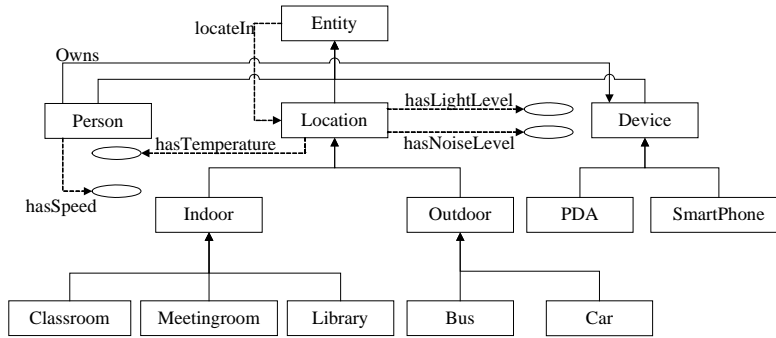 Entity
locateIn
Owns
Person
Location
hasLightLevel
hasNoiseLevel
Device
hasTemperature
hasSpeed
Indoor
Outdoor
PDA
SmartPhone
Classroom
Meetingroom
Library
Bus
Car